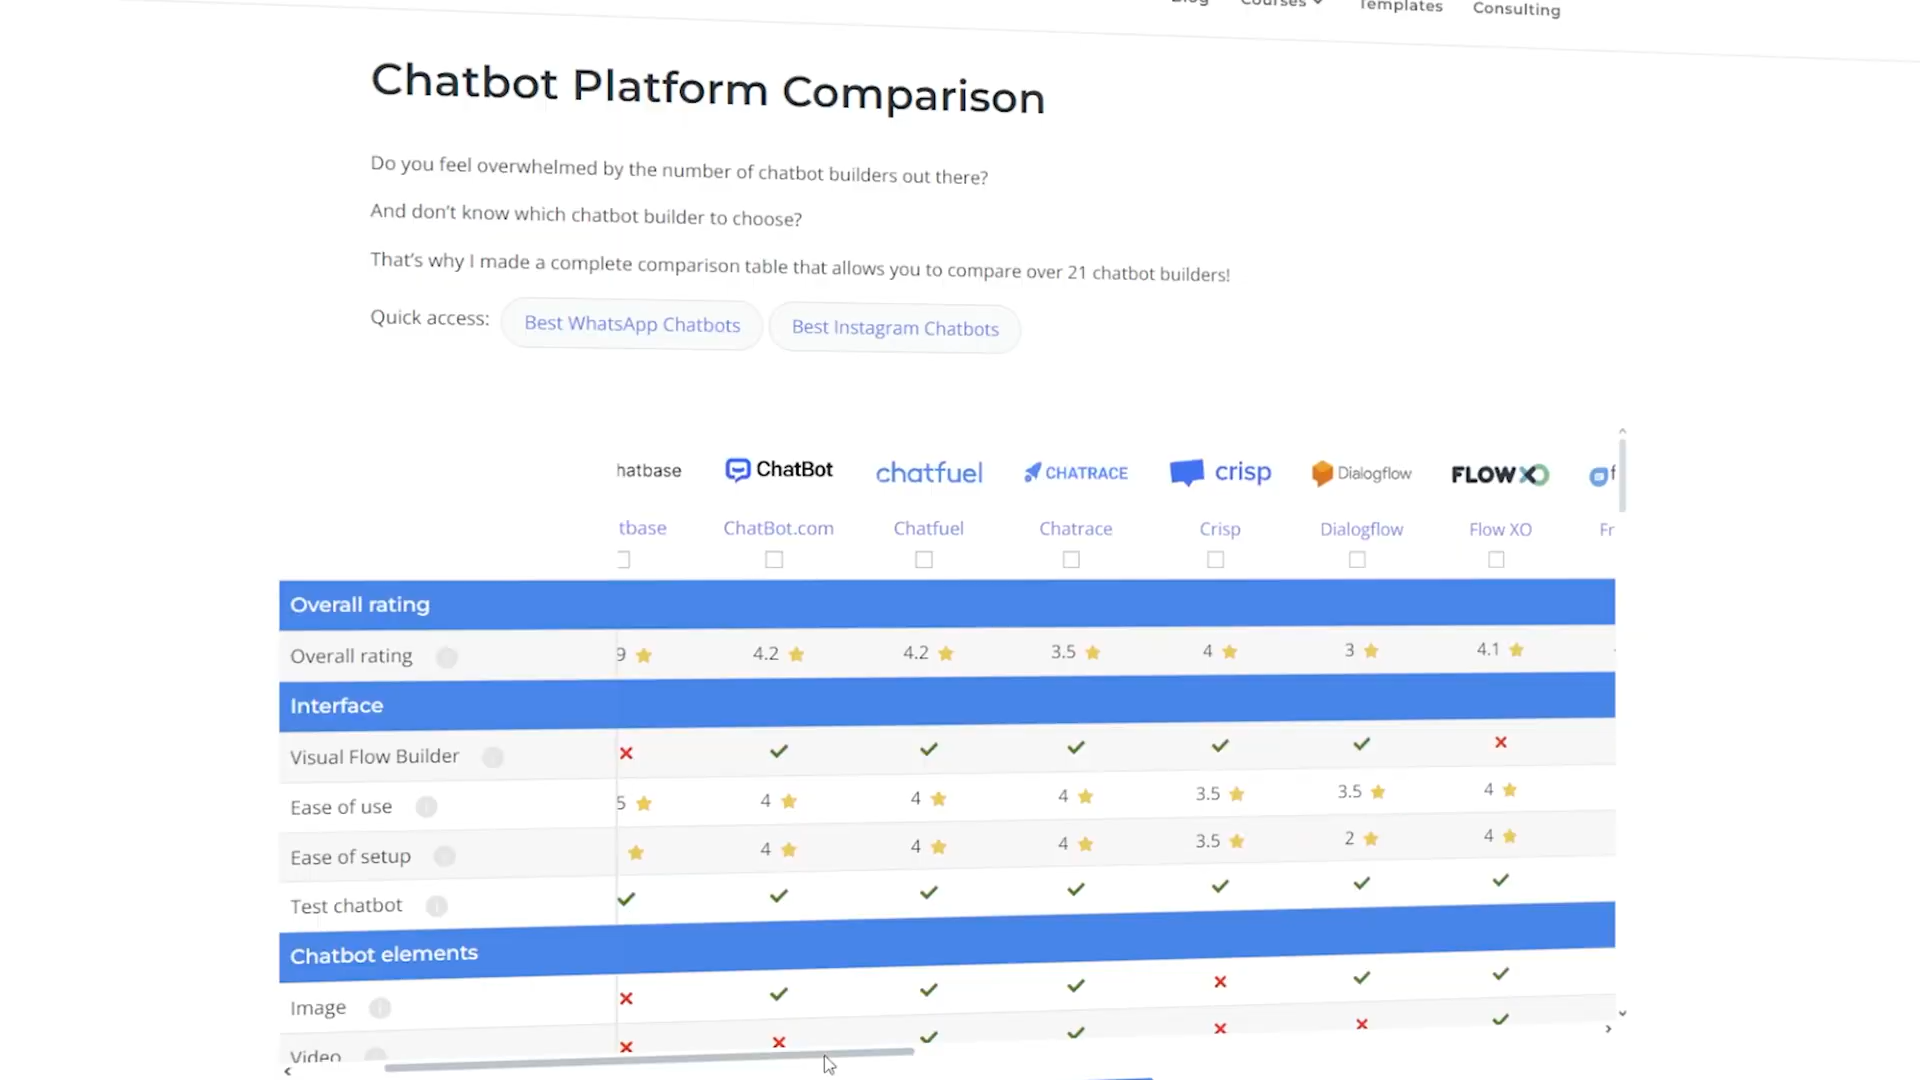 Courses Templates Consulting
Chatbot Platform Comparison
Do you feel overwhelmed by the number of chatbot builders out there?
And don't know which chatbot builder to choose?
That's why I made a complete comparison table that allows you to compare over 21 chatbot builders!
Quick access: Best WhatsApp Chatbots Best Instagram Chatbots
hatbase ChatBot chatfuel CHATRACE crisp Dialogflow FLOW XO f
tbase ChatBot.com Chatfuel Chatrace Crisp Dialogflow Flow XO Fr
Overall rating
Overall rating 9 4.2 4.2 3.5 4 3 4.1
Interface
Visual Flow Builder
Ease of use 5 4 4 4 3.5 3.5 4
Ease of setup 4 4 4 3.5 2 4
Test chatbot
Chatbot elements
Image
Video